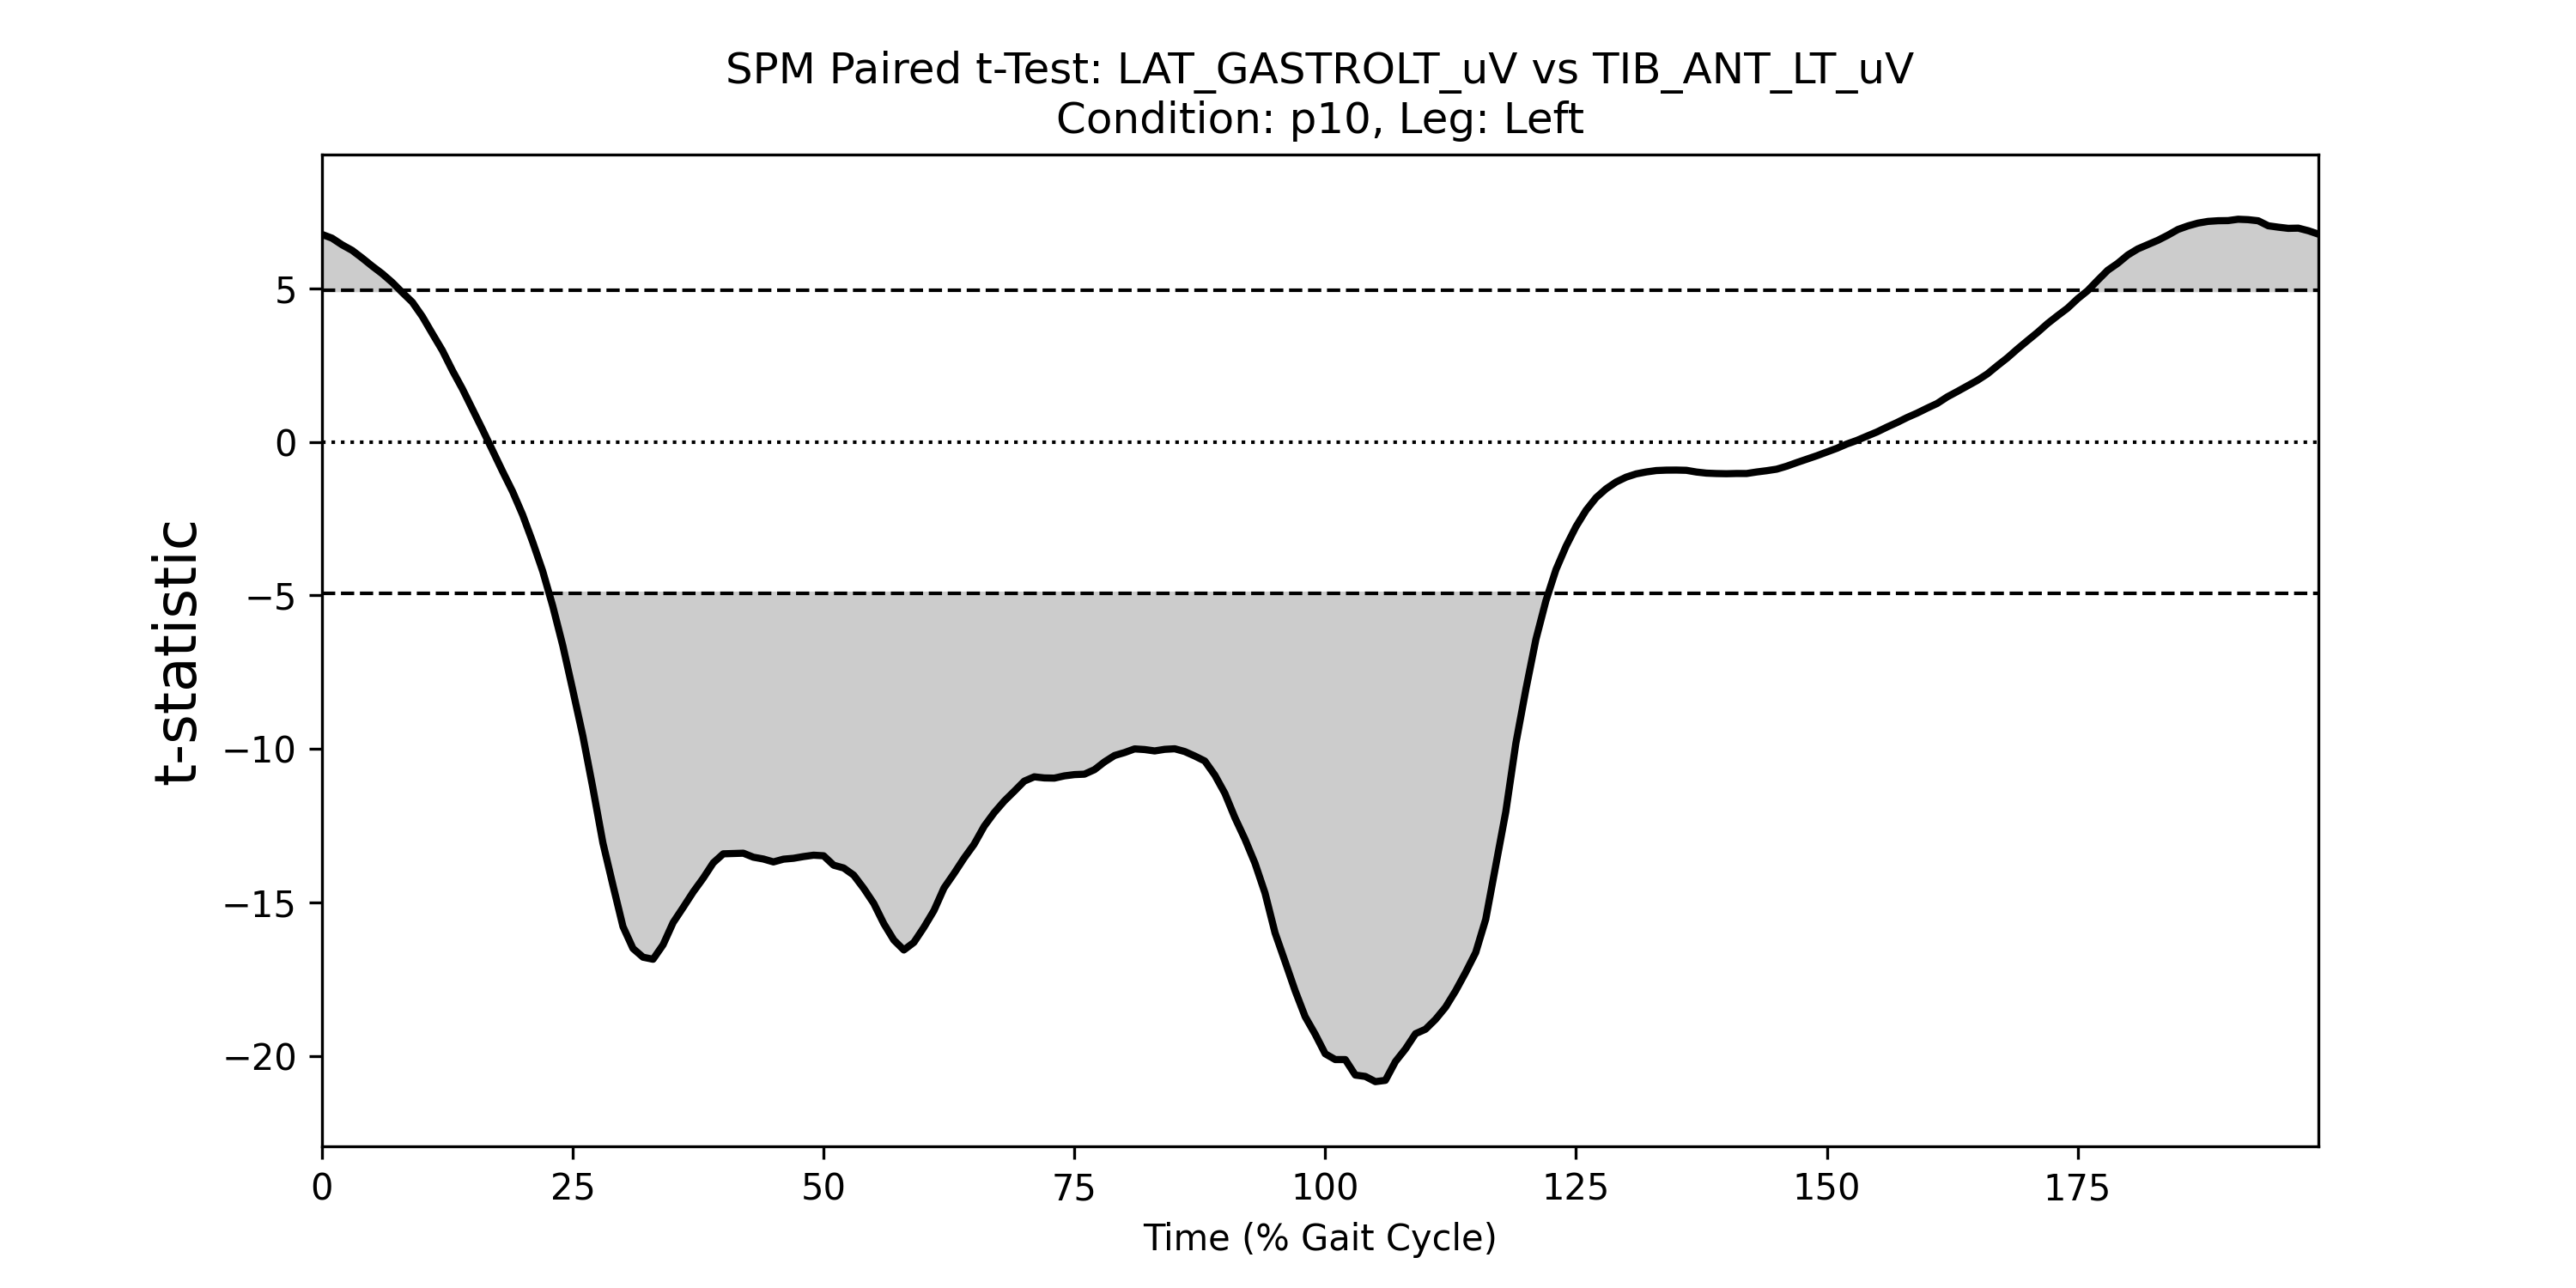 SPM Paired t-Test: LAT_GASTROLT_uV vs TIB_ANT_LT_uV
Condition: p10, Leg: Left
t-statistic
5
0
−5
−10
−15
−20
0 25 50 75 100 125 150 175
Time (% Gait Cycle)